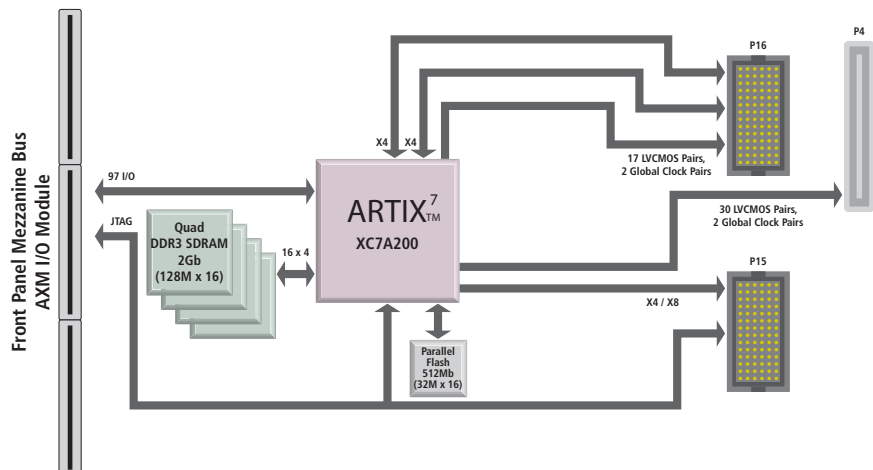 Front Panel Mezzanine Bus
AXM I/O Module
97 I/O
JTAG
Quad
DDR3 SDRAM
2Gb
(128M x 16)
16 x 4
X4
X4
ARTIX7™
XC7A200
Parallel
Flash
512Mb
(32M x 16)
P16
17 LVCMOS Pairs,
2 Global Clock Pairs
P4
30 LVCMOS Pairs,
2 Global Clock Pairs
P15
X4 / X8